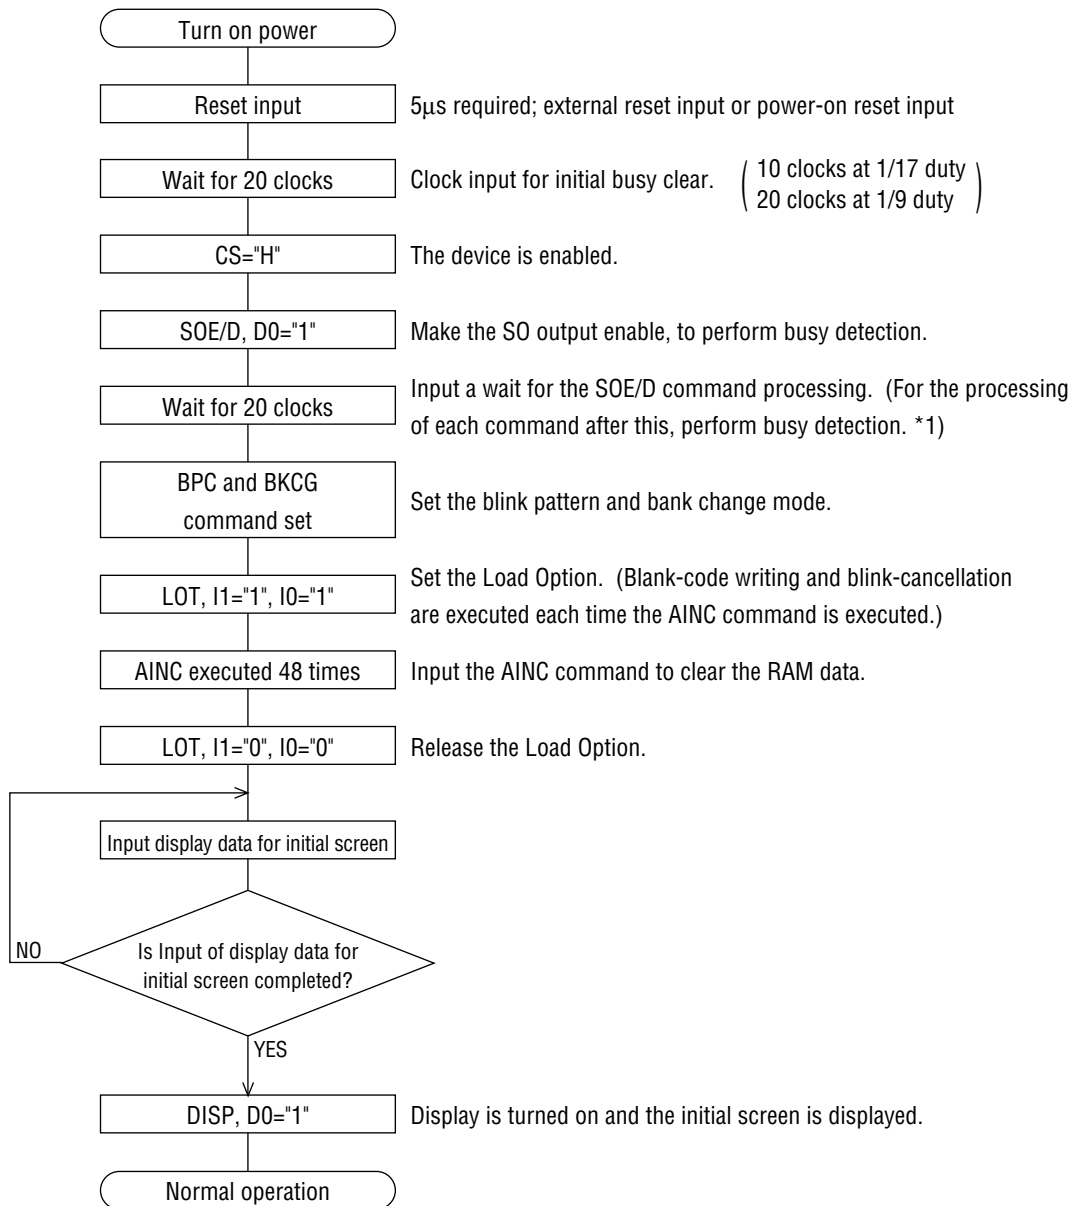 Turn on power
Reset input
5μs required; external reset input or power-on reset input
Wait for 20 clocks
Clock input for initial busy clear.
( 10 clocks at 1/17 duty
20 clocks at 1/9 duty )
CS="H"
The device is enabled.
SOE/D, D0="1"
Make the SO output enable, to perform busy detection.
Wait for 20 clocks
Input a wait for the SOE/D command processing. (For the processing
of each command after this, perform busy detection. *1)
BPC and BKCG
command set
Set the blink pattern and bank change mode.
LOT, I1="1", I0="1"
Set the Load Option. (Blank-code writing and blink-cancellation
are executed each time the AINC command is executed.)
AINC executed 48 times
Input the AINC command to clear the RAM data.
LOT, I1="0", I0="0"
Release the Load Option.
Input display data for initial screen
NO
Is Input of display data for
initial screen completed?
YES
DISP, D0="1"
Display is turned on and the initial screen is displayed.
Normal operation